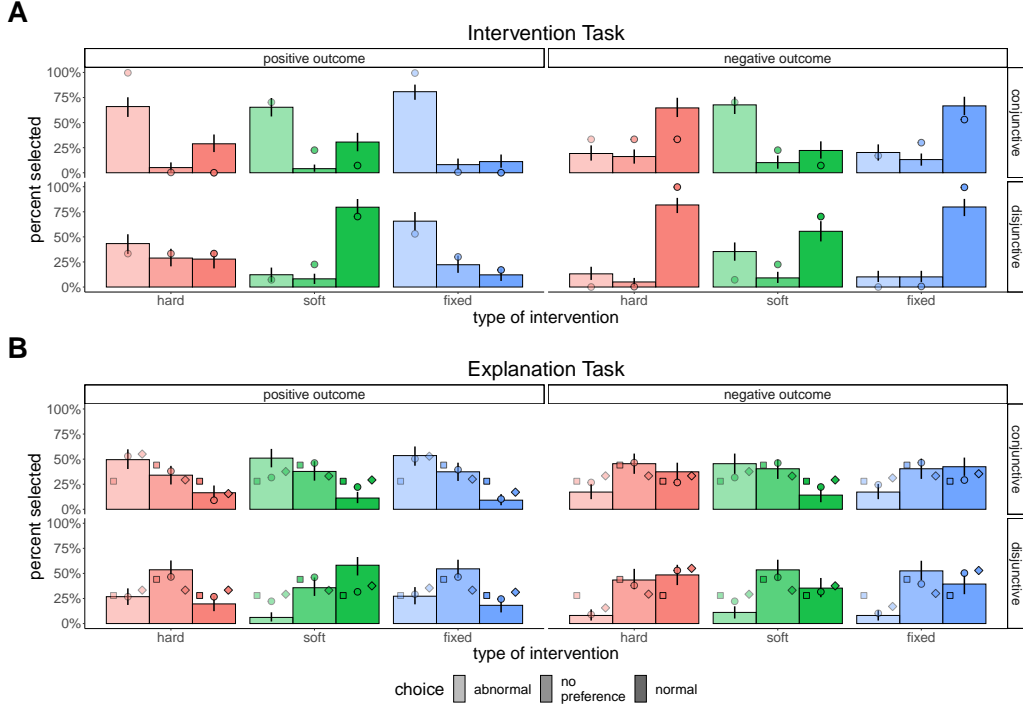 A
Intervention Task
positive outcome
negative outcome
100%
75%
50%
25%
0%
conjunctive
100%
75%
50%
25%
0%
disjunctive
percent selected
hard
soft
fixed
hard
soft
fixed
type of intervention
B
Explanation Task
positive outcome
negative outcome
100%
75%
50%
25%
0%
conjunctive
100%
75%
50%
25%
0%
disjunctive
percent selected
hard
soft
fixed
hard
soft
fixed
type of intervention
choice
abnormal
no
preference
normal